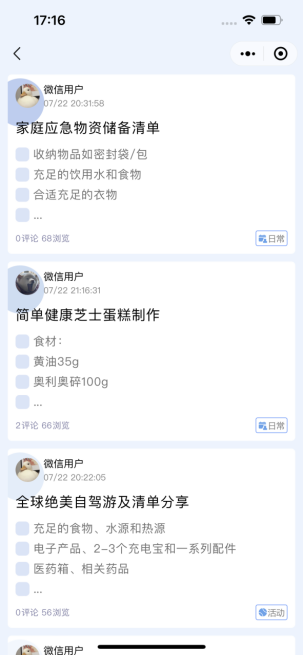 17:16
微信用户
07/22 20:31:58
家庭应急物资储备清单
收纳物品如密封袋/包
充足的饮用水和食物
合适充足的衣物
...
0评论 68浏览
日常
微信用户
07/22 21:16:31
简单健康芝士蛋糕制作
食材：
黄油35g
奥利奥碎100g
...
2评论 66浏览
日常
微信用户
07/22 20:22:05
全球绝美自驾游及清单分享
充足的食物、水源和热源
电子产品、2-3个充电宝和一系列配件
医药箱、相关药品
...
0评论 56浏览
活动
微信用户